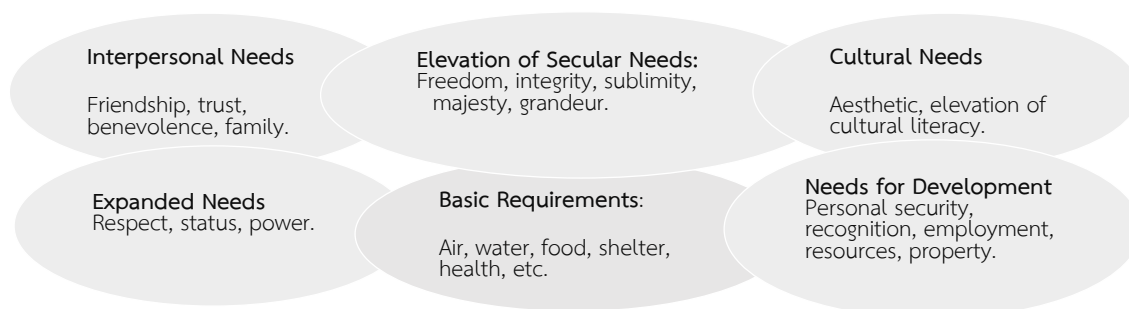 Interpersonal Needs
Friendship, trust,
benevolence, family.
Elevation of Secular Needs:
Freedom, integrity, sublimity,
majesty, grandeur.
Cultural Needs
Aesthetic, elevation of
cultural literacy.
Expanded Needs
Respect, status, power.
Basic Requirements:
Air, water, food, shelter,
health, etc.
Needs for Development
Personal security,
recognition, employment,
resources, property.